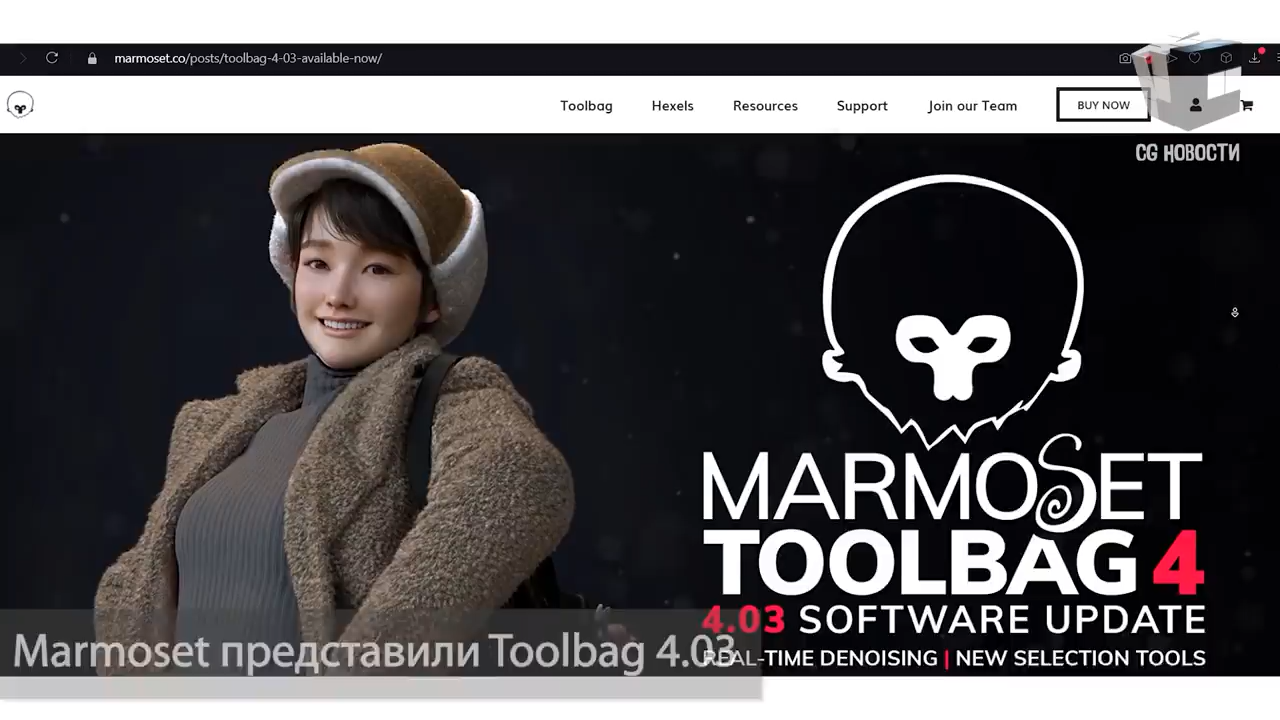 marmoset.co/posts/toolbag-4-03-available-now/
Toolbag
Hexels
Resources
Support
Join our Team
BUY NOW
CG НОВОСТИ
MARMOSET
TOOLBAG 4
4.03 SOFTWARE UPDATE
REAL-TIME DENOISING | NEW SELECTION TOOLS
Marmoset представили Toolbag 4.03